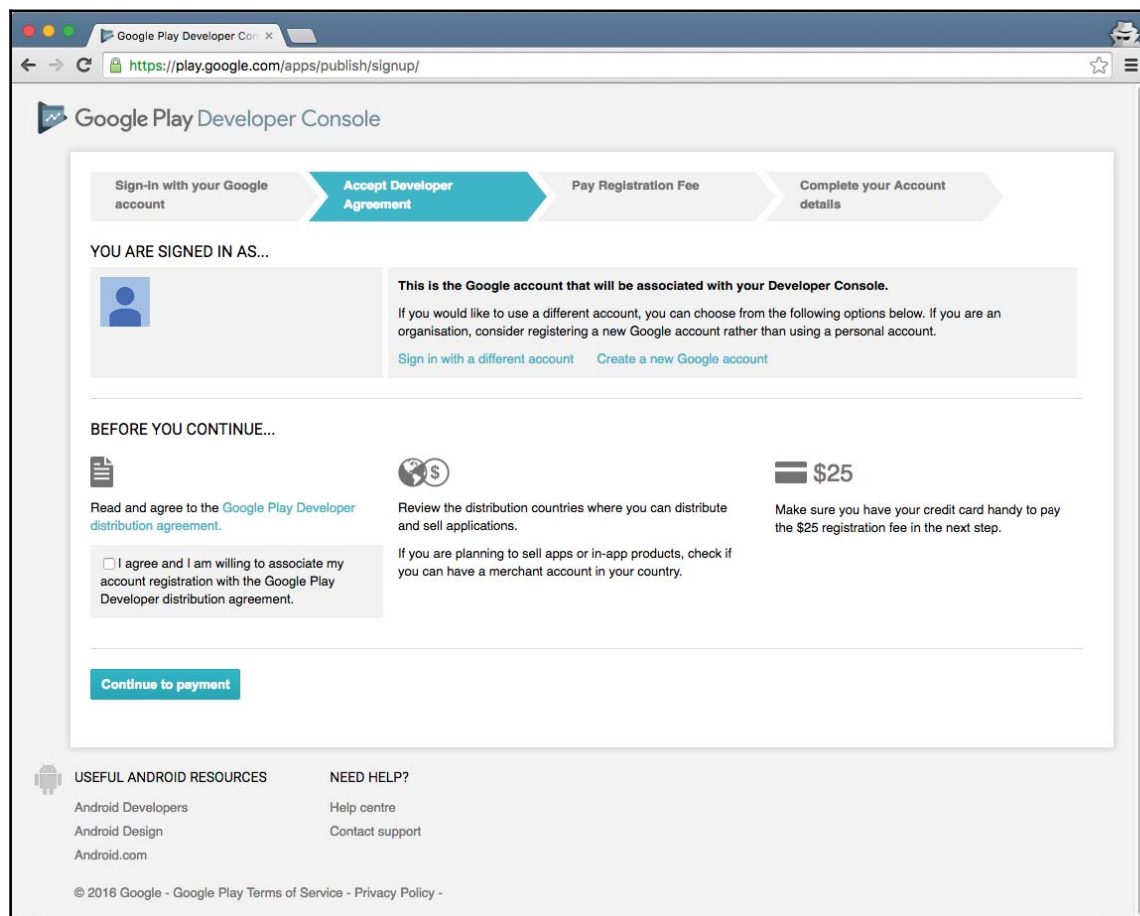 Google Play Developer Con
https://play.google.com/apps/publish/signup/
Google Play Developer Console
Sign-in with your Google
account
Accept Developer
Agreement
Pay Registration Fee
Complete your Account
details
YOU ARE SIGNED IN AS...
This is the Google account that will be associated with your Developer Console.
If you would like to use a different account, you can choose from the following options below. If you are an
organisation, consider registering a new Google account rather than using a personal account.
Sign in with a different account Create a new Google account
BEFORE YOU CONTINUE...
Read and agree to the Google Play Developer
distribution agreement.
I agree and I am willing to associate my
account registration with the Google Play
Developer distribution agreement.
$
Review the distribution countries where you can distribute
and sell applications.
If you are planning to sell apps or in-app products, check if
you can have a merchant account in your country.
$25
Make sure you have your credit card handy to pay
the $25 registration fee in the next step.
Continue to payment
USEFUL ANDROID RESOURCES
Android Developers
Android Design
Android.com
NEED HELP?
Help centre
Contact support
© 2016 Google - Google Play Terms of Service - Privacy Policy -